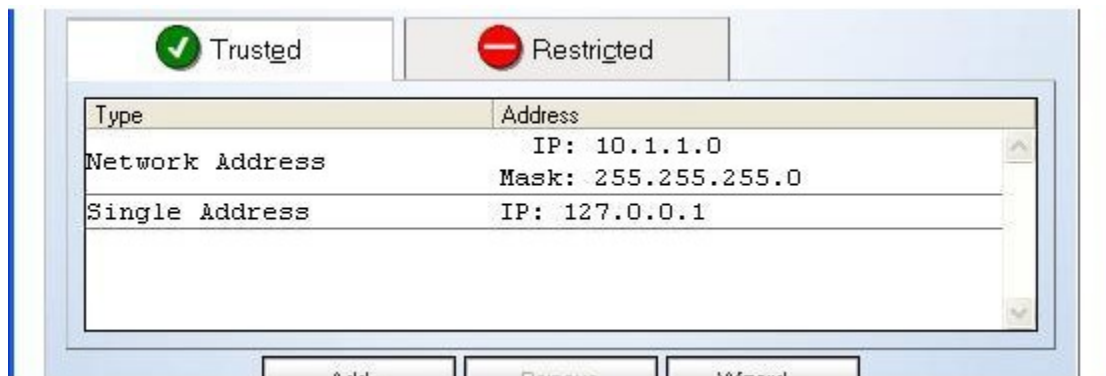 Trusted
Restricted
Type Address
Network Address IP: 10.1.1.0
Mask: 255.255.255.0
Single Address IP: 127.0.0.1